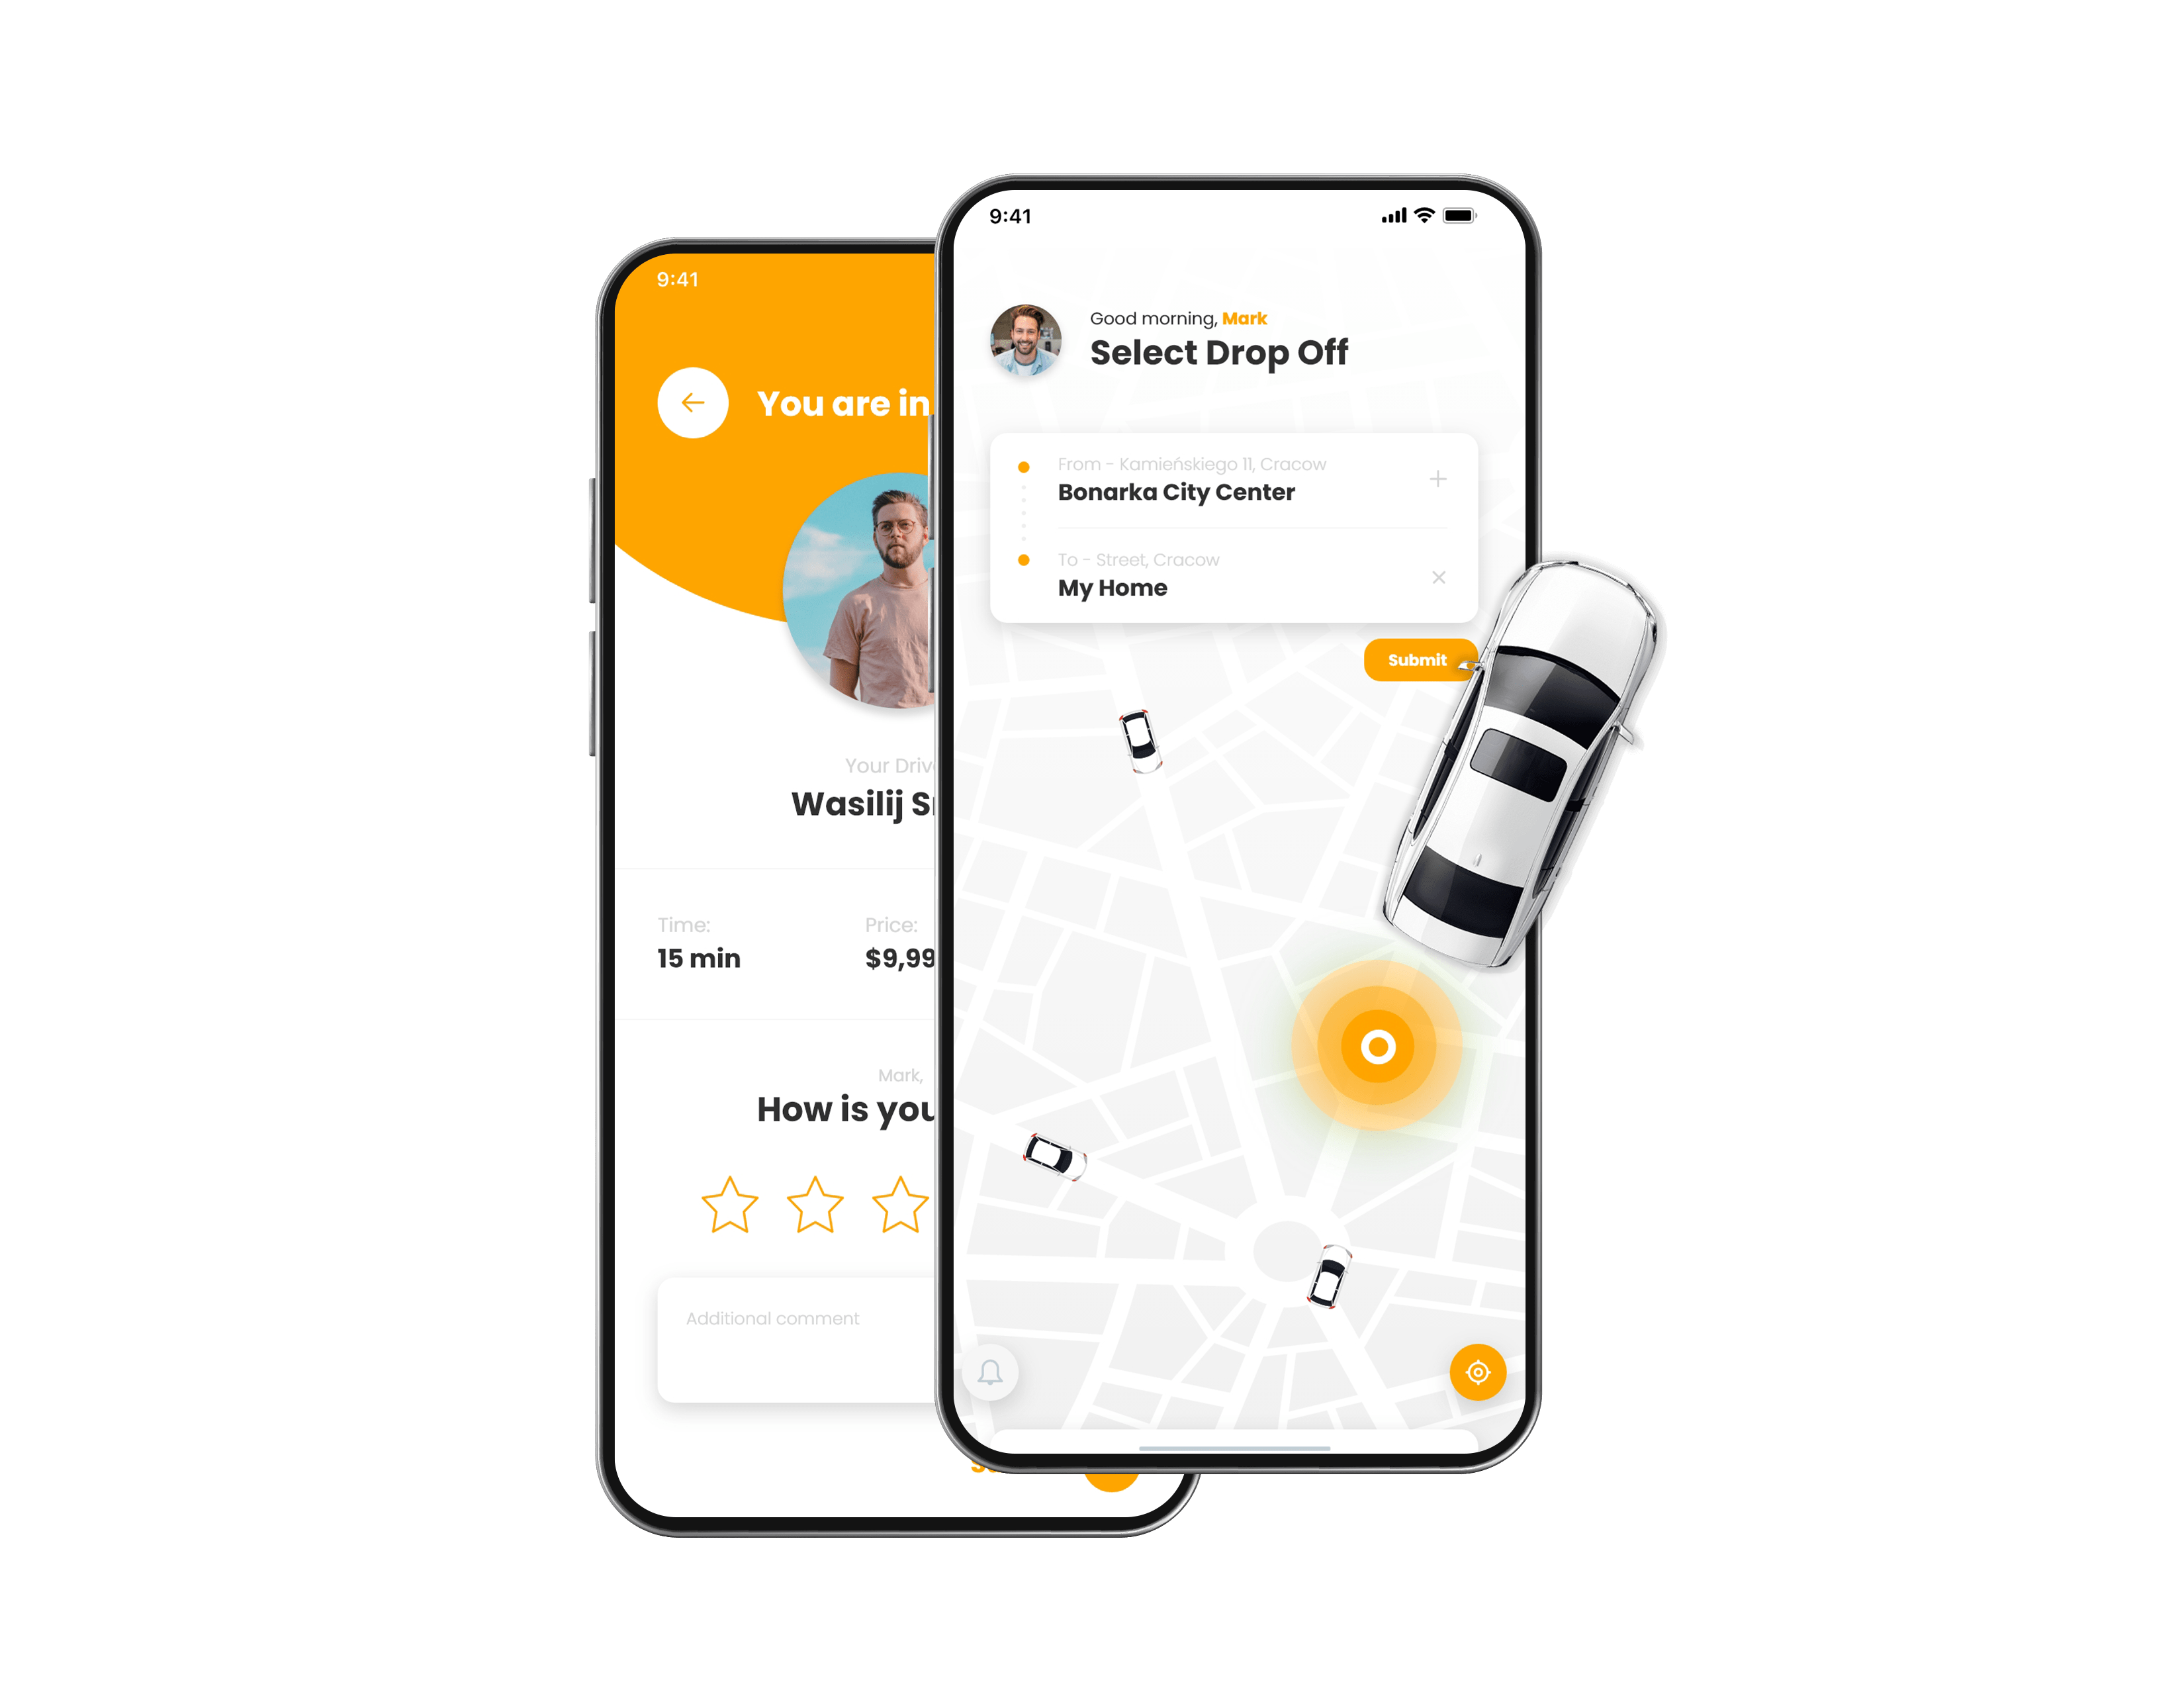 9:41
You are in
Your
Wasilij
Time:
Price:
15 min
$9,99
Mark,
How is
Additional comment
9:41
Good morning, Mark
Select Drop Off
From - Kamieńskiego 11, Cracow
Bonarka City Center
To - Street, Cracow
My Home
Submit